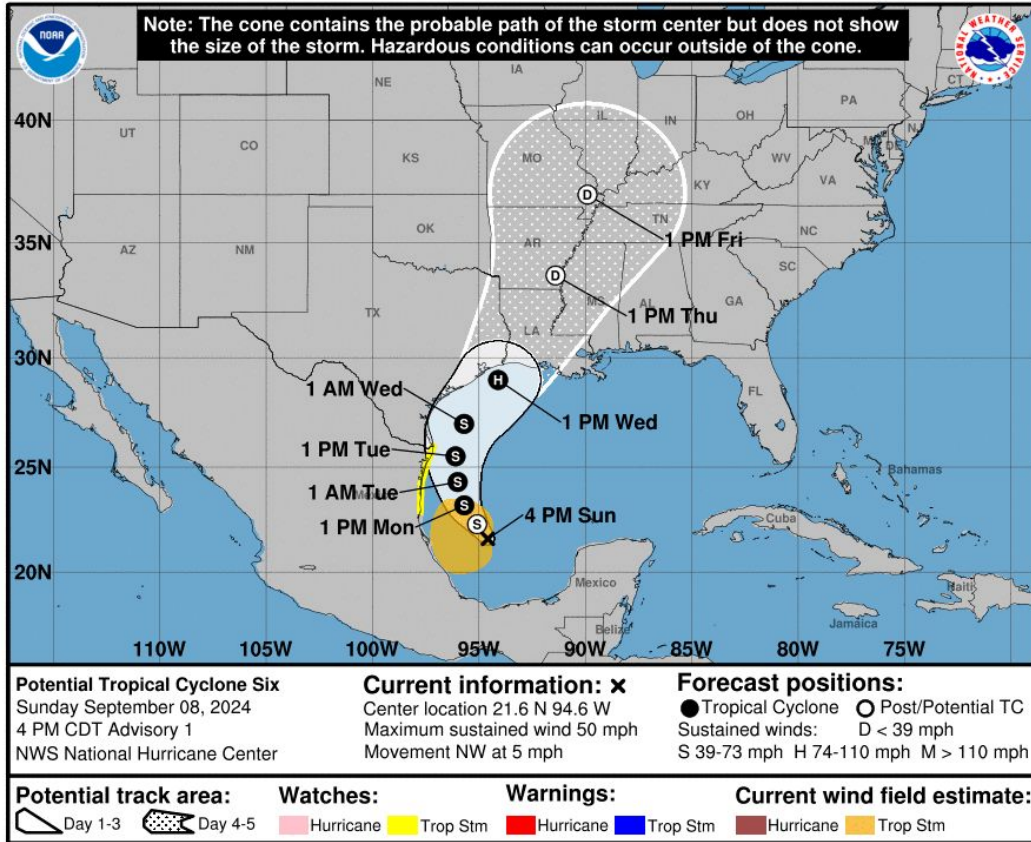 Note: The cone contains the probable path of the storm center but does not show
the size of the storm. Hazardous conditions can occur outside of the cone.
NOAA
NATIONAL WEATHER SERVICE
IA
NE
PA
CT
NJ
DE
40N
UT
CO
KS
MO
IL
IN
OH
WV
VA
KY
35N
AZ
NM
OK
AR
TN
NC
SC
D
1 PM Fri
D
1 PM Thu
TX
LA
MS
AL
GA
30N
FL
1 AM Wed
H
1 PM Wed
S
1 PM Tue
S
25N
Bahamas
1 AM Tue
S
Mexico
1 PM Mon
S
S
4 PM Sun
Cuba
20N
Mexico
Haiti
Jamaica
Belize
110W 105W 100W 95W 90W 85W 80W 75W
Potential Tropical Cyclone Six
Sunday September 08, 2024
4 PM CDT Advisory 1
NWS National Hurricane Center
Current information: ×
Center location 21.6 N 94.6 W
Maximum sustained wind 50 mph
Movement NW at 5 mph
Forecast positions:
● Tropical Cyclone ○ Post/Potential TC
Sustained winds: D < 39 mph
S 39-73 mph H 74-110 mph M > 110 mph
Potential track area:
Day 1-3 Day 4-5
Watches:
Hurricane Trop Stm
Warnings:
Hurricane Trop Stm
Current wind field estimate:
Hurricane Trop Stm